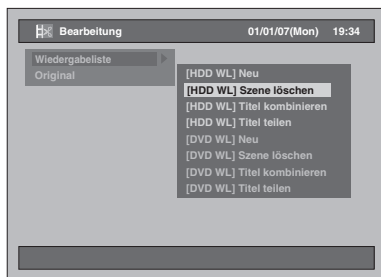 Bearbeitung 01/01/07(Mon) 19:34
Wiedergabeliste
Original
[HDD WL] Neu
[HDD WL] Szene löschen
[HDD WL] Titel kombinieren
[HDD WL] Titel teilen
[DVD WL] Neu
[DVD WL] Szene löschen
[DVD WL] Titel kombinieren
[DVD WL] Titel teilen